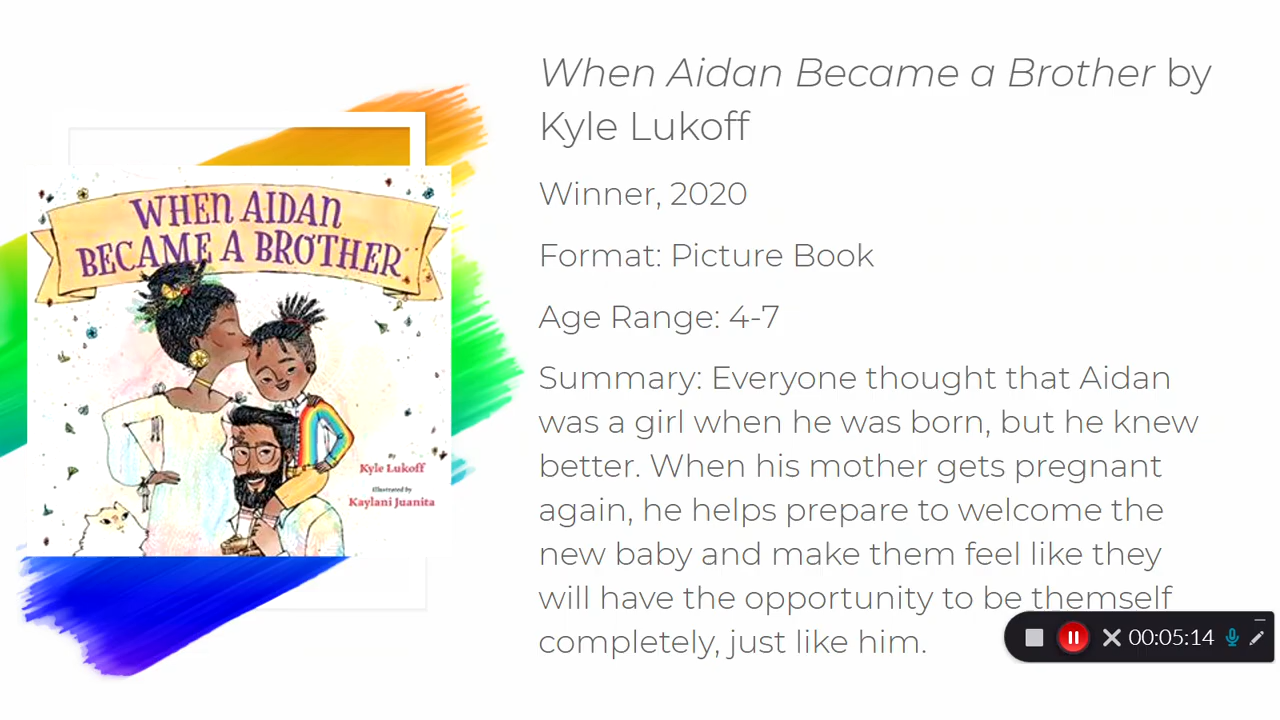 When Aidan Became a Brother by
Kyle Lukoff
Winner, 2020
Format: Picture Book
Age Range: 4-7
Summary: Everyone thought that Aidan
was a girl when he was born, but he knew
better. When his mother gets pregnant
again, he helps prepare to welcome the
new baby and make them feel like they
will have the opportunity to be themself
completely, just like him.
WHEN AIDAN
BECAME A BROTHER
By
Kyle Lukoff
Illustrated by
Kaylani Juanita
00:05:14